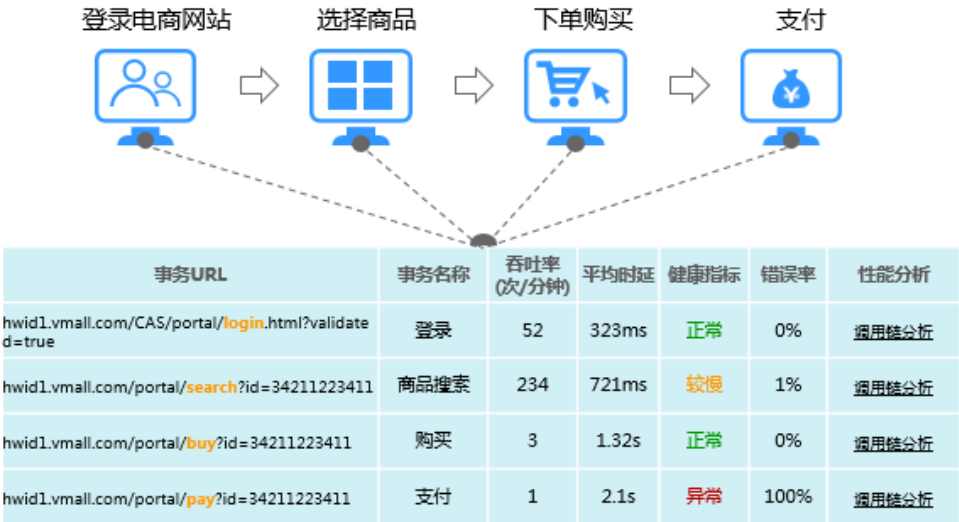 登录电商网站 选择商品 下单购买 支付
¥
事务URL 事务名称 吞吐率 平均时延 健康指标 错误率 性能分析
(次/分钟)
hwid1.vmall.com/CAS/portal/login.html?validate
d=true 登录 52 323ms 正常 0% 调用链分析
hwid1.vmall.com/portal/search?id=34211223411 商品搜索 234 721ms 较慢 1% 调用链分析
hwid1.vmall.com/portal/buy?id=34211223411 购买 3 1.32s 正常 0% 调用链分析
hwid1.vmall.com/portal/pay?id=34211223411 支付 1 2.1s 异常 100% 调用链分析